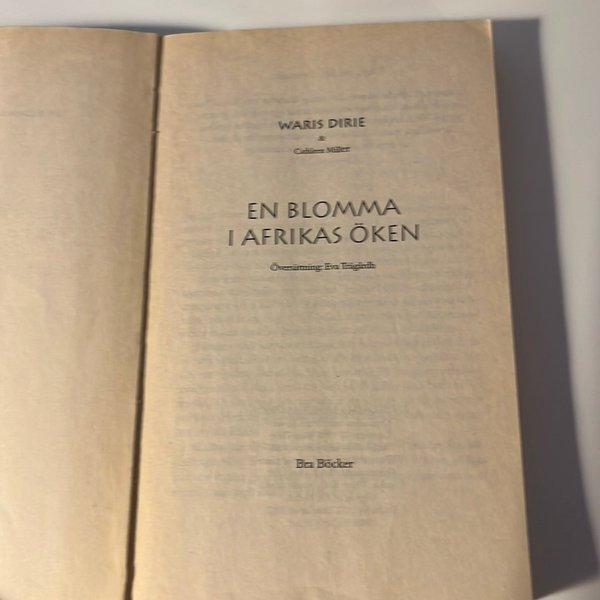 WARIS DIRIE
&
Cathleen Miller
EN BLOMMA
I AFRIKAS ÖKEN
Översättning: Eva Trägårdh
Bra Böcker